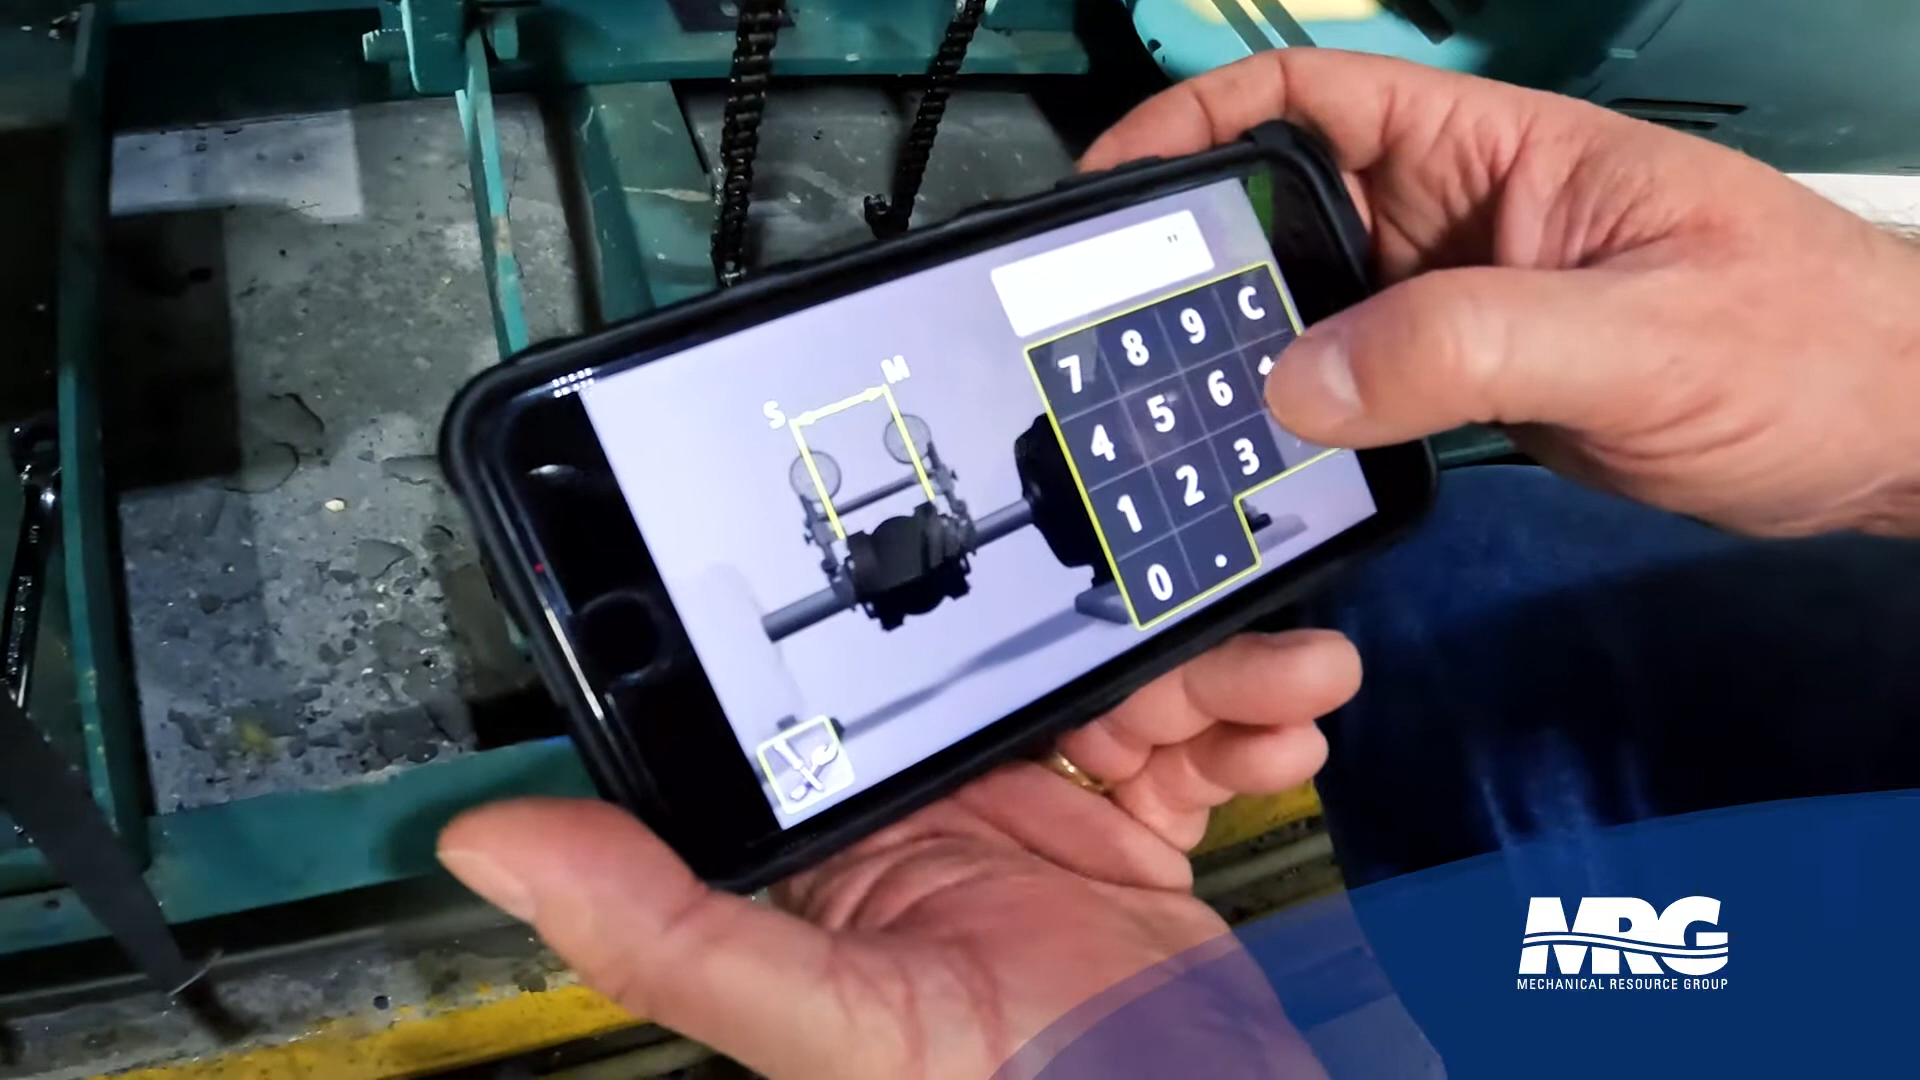 "
S M
7 8 9 C
4 5 6
1 2 3
0 .
MRG
MECHANICAL RESOURCE GROUP